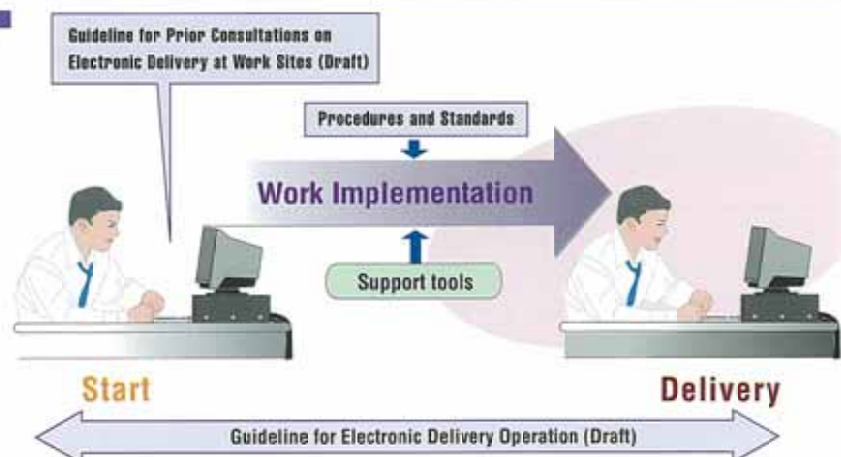 Guideline for Prior Consultations on
Electronic Delivery at Work Sites (Draft)
Procedures and Standards
Work Implementation
Support tools
Start
Delivery
Guideline for Electronic Delivery Operation (Draft)